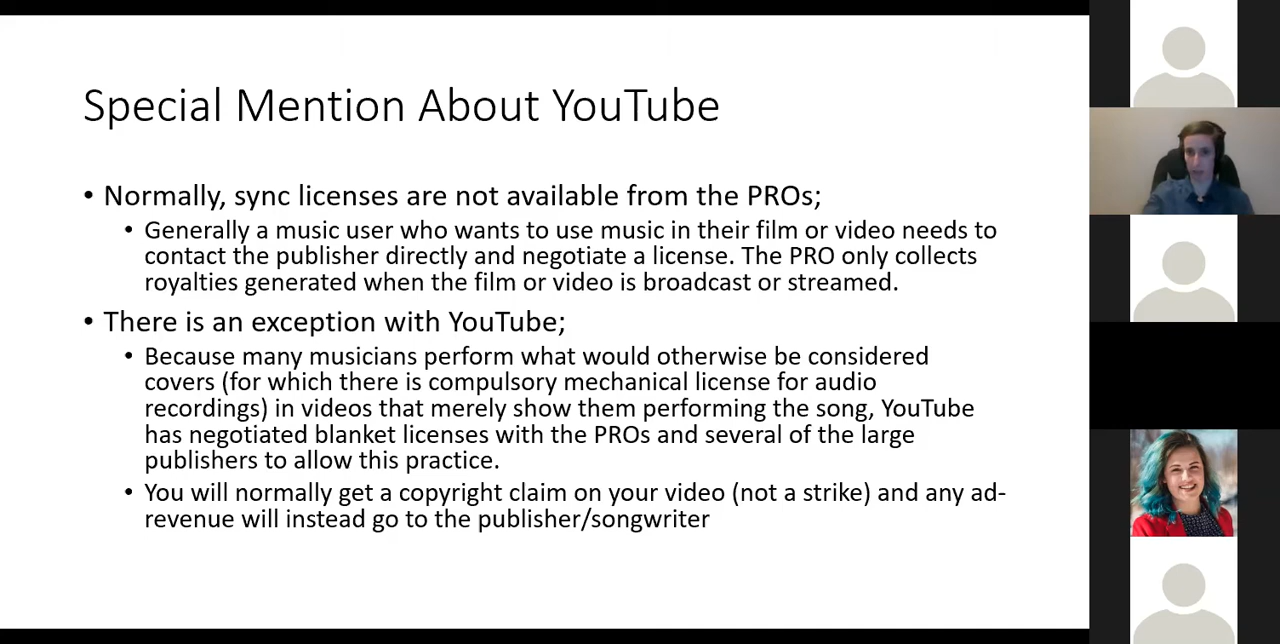 Special Mention About YouTube
• Normally, sync licenses are not available from the PROs;
• Generally a music user who wants to use music in their film or video needs to
contact the publisher directly and negotiate a license. The PRO only collects
royalties generated when the film or video is broadcast or streamed.
• There is an exception with YouTube;
• Because many musicians perform what would otherwise be considered
covers (for which there is compulsory mechanical license for audio
recordings) in videos that merely show them performing the song, YouTube
has negotiated blanket licenses with the PROs and several of the large
publishers to allow this practice.
• You will normally get a copyright claim on your video (not a strike) and any ad-
revenue will instead go to the publisher/songwriter